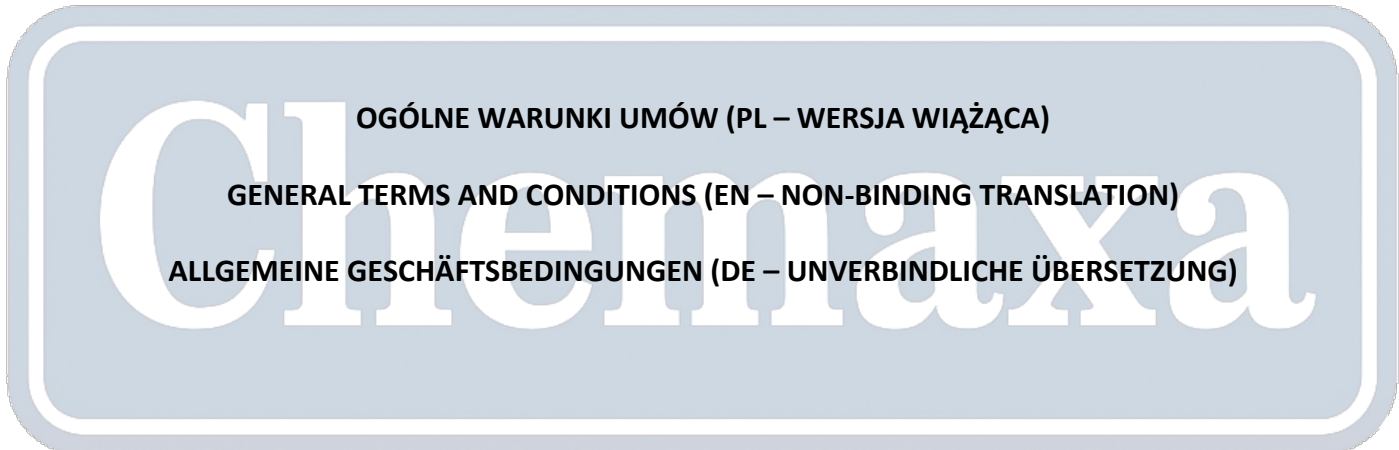 OGÓLNE WARUNKI UMÓW (PL – WERSJA WIĄŻĄCA)
GENERAL TERMS AND CONDITIONS (EN – NON-BINDING TRANSLATION)
ALLGEMEINE GESCHÄFTSBEDINGUNGEN (DE – UNVERBINDLICHE ÜBERSETZUNG)
Chemaxa